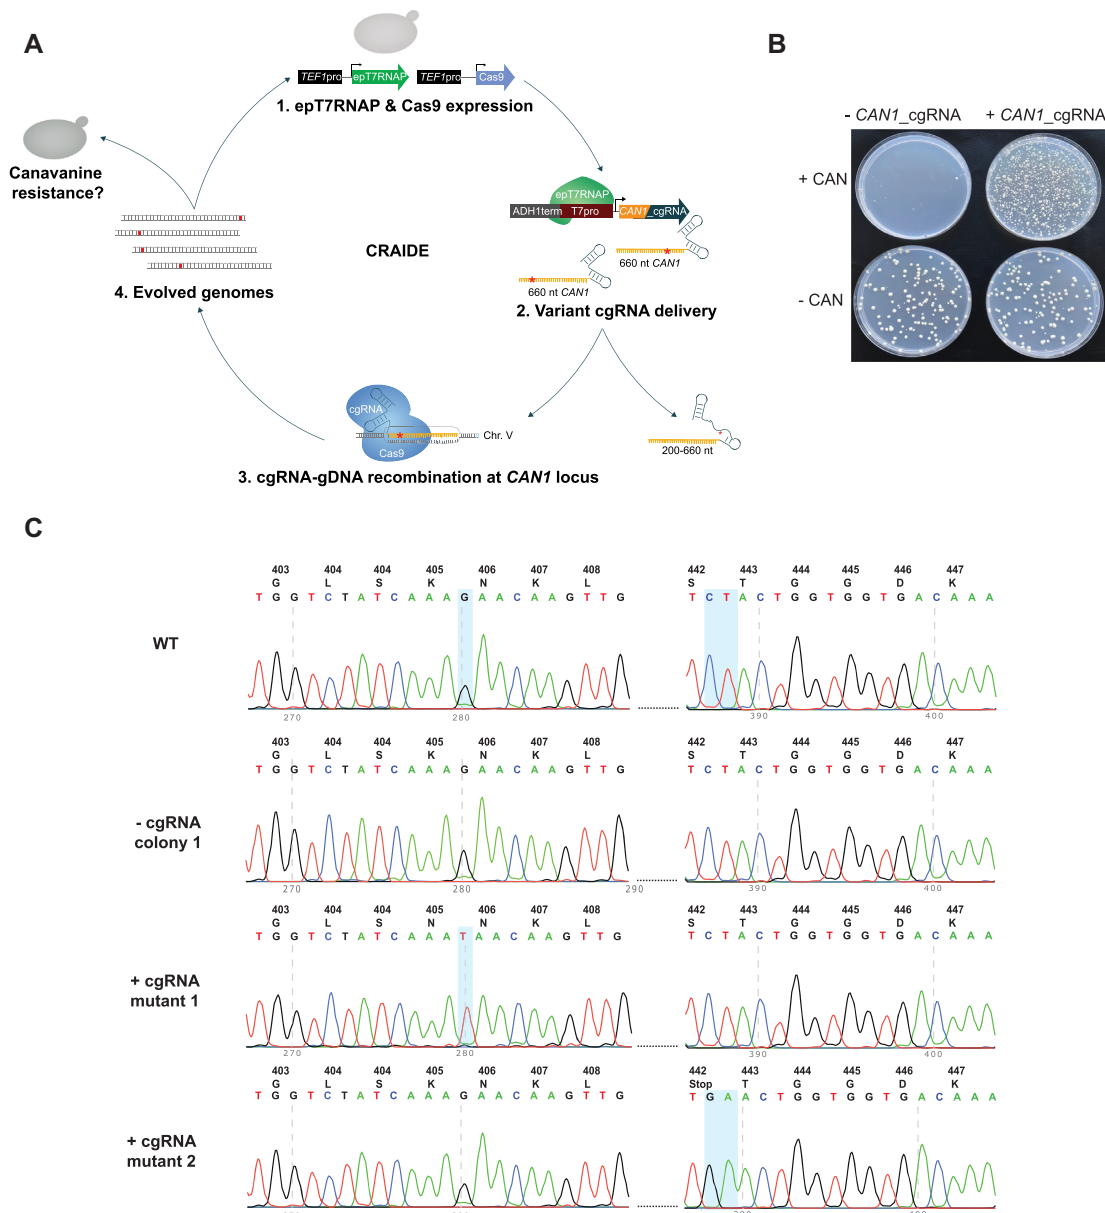 A
TEF1pro epT7RNAP TEF1pro Cas9
1. epT7RNAP & Cas9 expression
Canavanine
resistance?
epT7RNAP
ADH1term T7pro CAN1_cgRNA
CRAIDE
660 nt CAN1
660 nt CAN1
2. Variant cgRNA delivery
4. Evolved genomes
cgRNA
Cas9
Chr. V
200-660 nt
3. cgRNA-gDNA recombination at CAN1 locus
B
- CAN1_cgRNA + CAN1_cgRNA
+ CAN
- CAN
C
403 404 404 405 406 407 408 442 443 444 445 446 447
G L S K N K L S T G G D K
T G G T C T A T C A A A G A A C A A G T T G T C T A C T G G T G G T G A C A A A
WT
270 280 390 400
403 404 404 405 406 407 408 442 443 444 445 446 447
G L S K N K L S T G G D K
T G G T C T A T C A A A G A A C A A G T T G T C T A C T G G T G G T G A C A A A
- cgRNA
colony 1
270 280 290 390 400
403 404 404 405 406 407 408 442 443 444 445 446 447
G L S N N K L S T G G D K
T G G T C T A T C A A A T A A C A A G T T G T C T A C T G G T G G T G A C A A A
+ cgRNA
mutant 1
270 280 390 400
403 404 404 405 406 407 408 442 443 444 445 446 447
G L S K N K L Stop T G G D K
T G G T C T A T C A A A G A A C A A G T T G T G A A C T G G T G G T G A C A A A
+ cgRNA
mutant 2